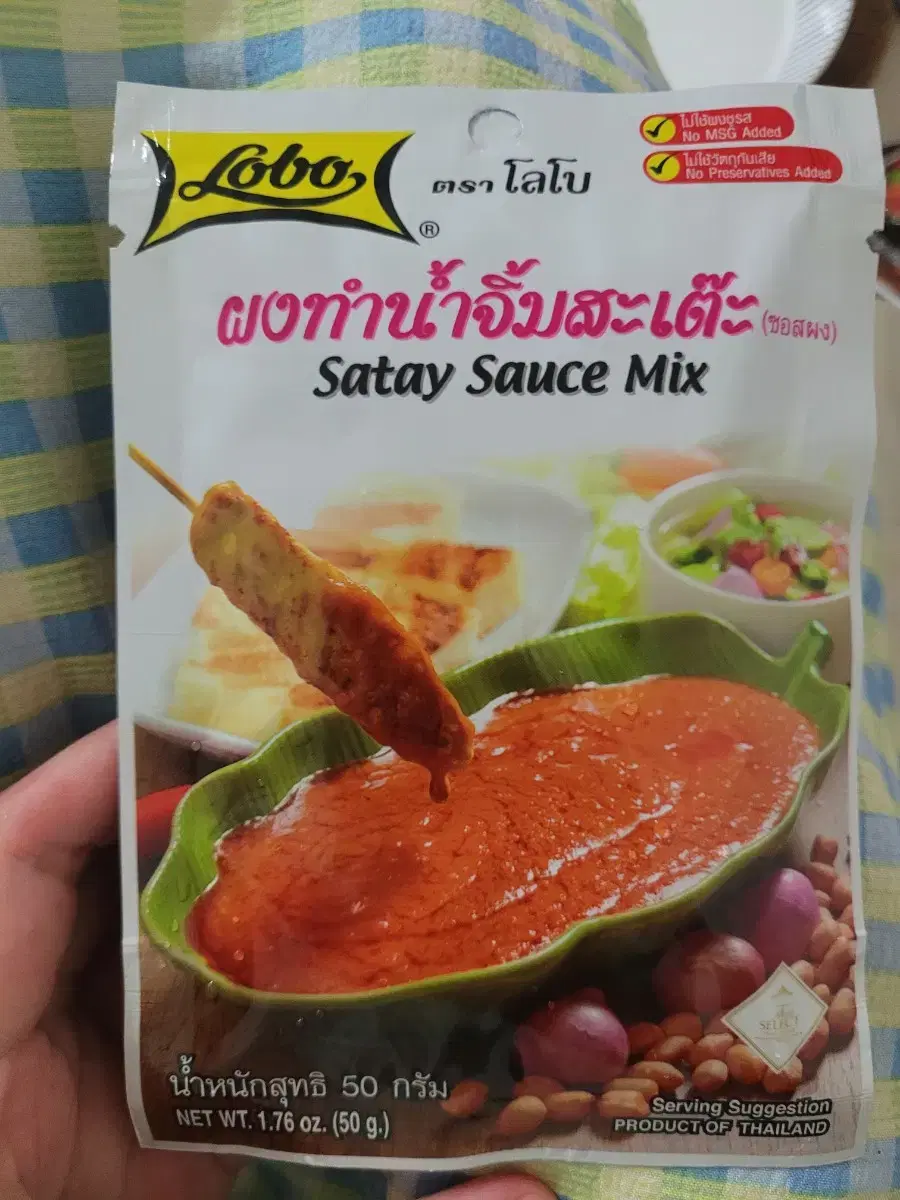 Lobo
®
ตรา โลโบ
ไม่ใช้ผงชูรส
No MSG Added
ไม่ใช้วัตถุกันเสีย
No Preservatives Added
ผงทำน้ำจิ้มสะเต๊ะ (ซอสผง)
Satay Sauce Mix
SELECT
น้ำหนักสุทธิ 50 กรัม
NET WT. 1.76 oz. (50 g.)
Serving Suggestion
PRODUCT OF THAILAND